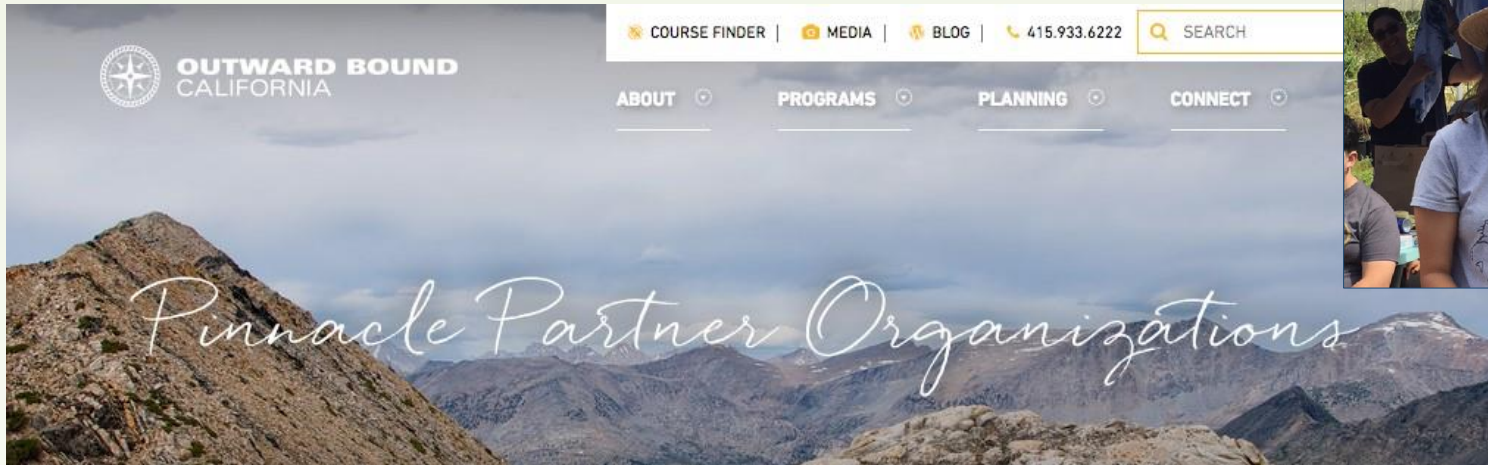 COURSE FINDER | MEDIA | BLOG | 415.933.6222 SEARCH
OUTWARD BOUND
CALIFORNIA
ABOUT PROGRAMS PLANNING CONNECT
Pinnacle Partner Organizations